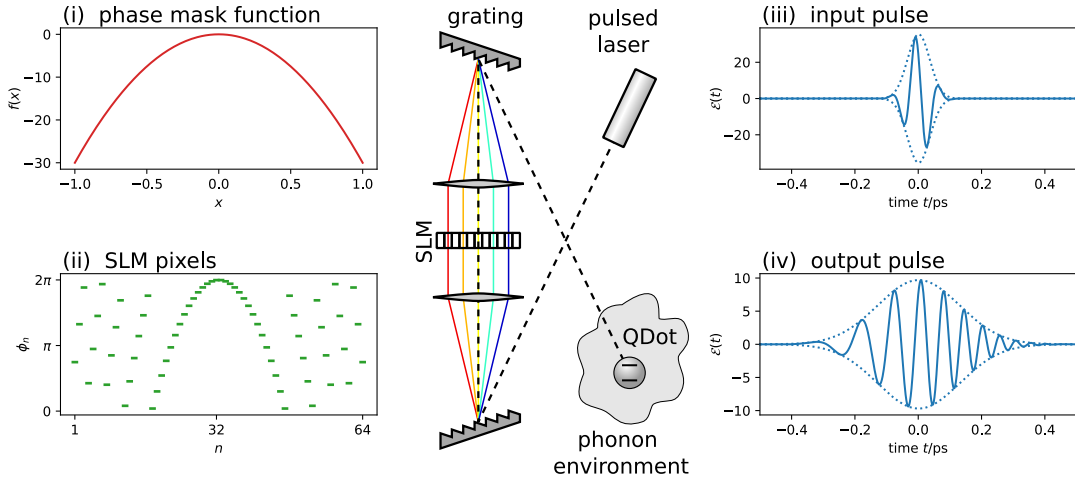 (i) phase mask function
0
−10
−20
−30
f(x)
−1.0 −0.5 0.0 0.5 1.0
x
(ii) SLM pixels
2π
π
0
ϕₙ
1 32 64
n
grating
pulsed
laser
SLM
QDot
phonon
environment
(iii) input pulse
20
0
−20
ℰ(t)
−0.4 −0.2 0.0 0.2 0.4
time t/ps
(iv) output pulse
10
5
0
−5
−10
ℰ(t)
−0.4 −0.2 0.0 0.2 0.4
time t/ps